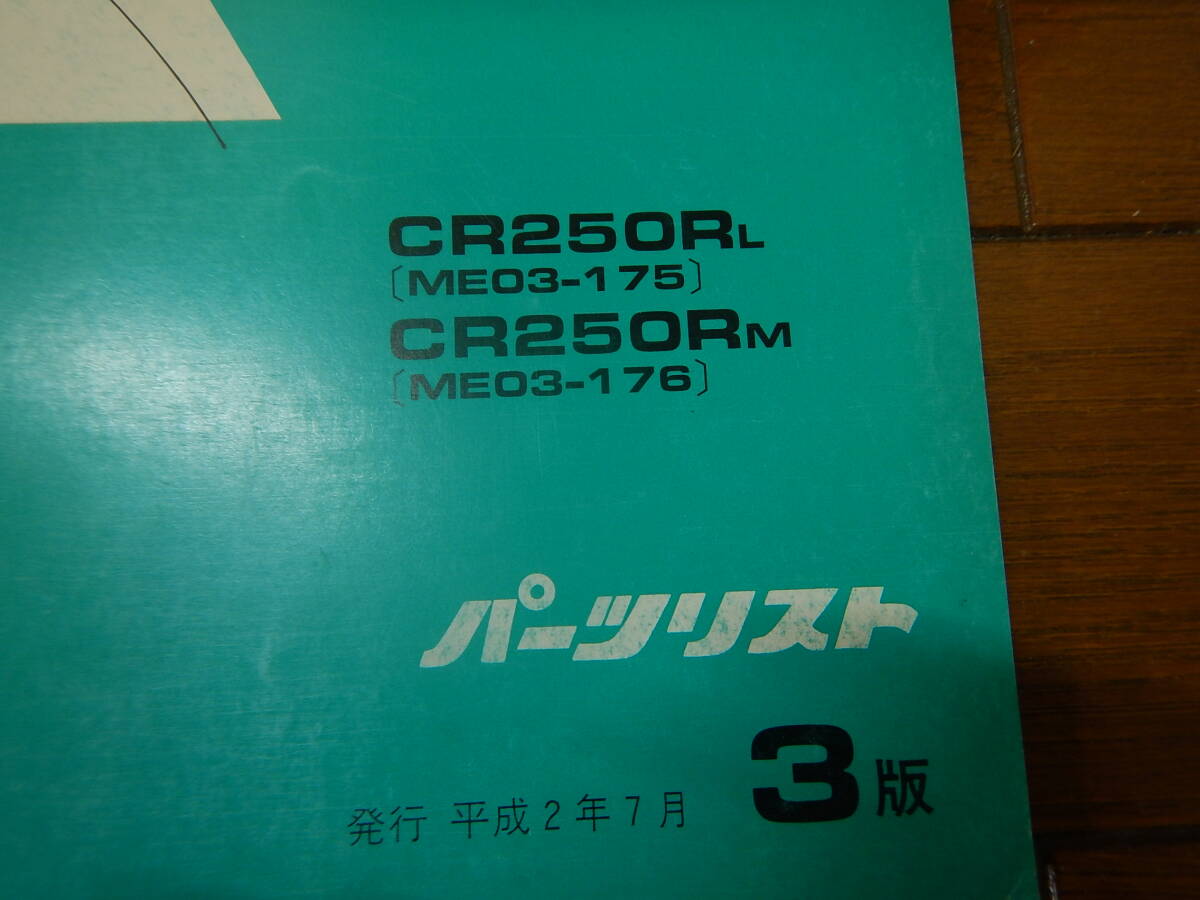 CR250RL
〔ME03-175〕
CR250RM
〔ME03-176〕
パーツリスト
3版
発行 平成2年7月